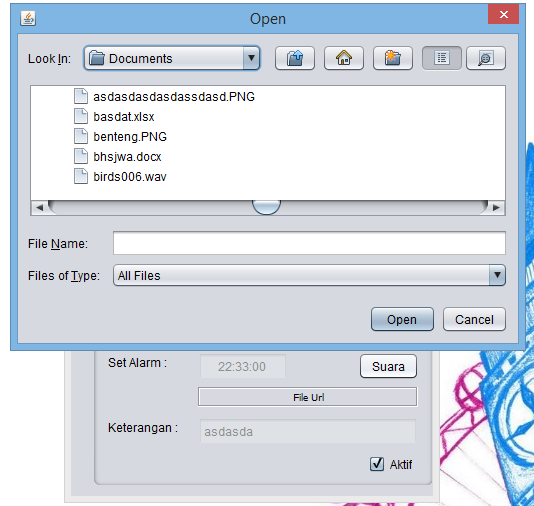 Open
Look In: Documents
asdasdasdasdassdasd.PNG
basdat.xlsx
benteng.PNG
bhsjwa.docx
birds006.wav
File Name:
Files of Type: All Files
Open Cancel
Set Alarm : 22:33:00 Suara
File Url
Keterangan : asdasda
Aktif